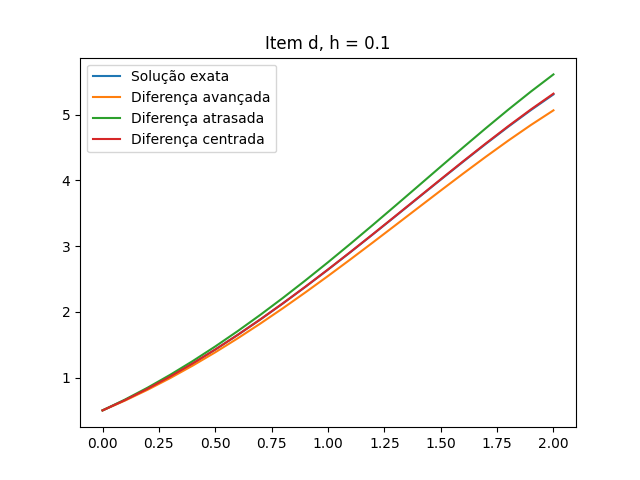 Item d, h = 0.1
Solução exata
Diferença avançada
Diferença atrasada
Diferença centrada
5
4
3
2
1
0.00 0.25 0.50 0.75 1.00 1.25 1.50 1.75 2.00